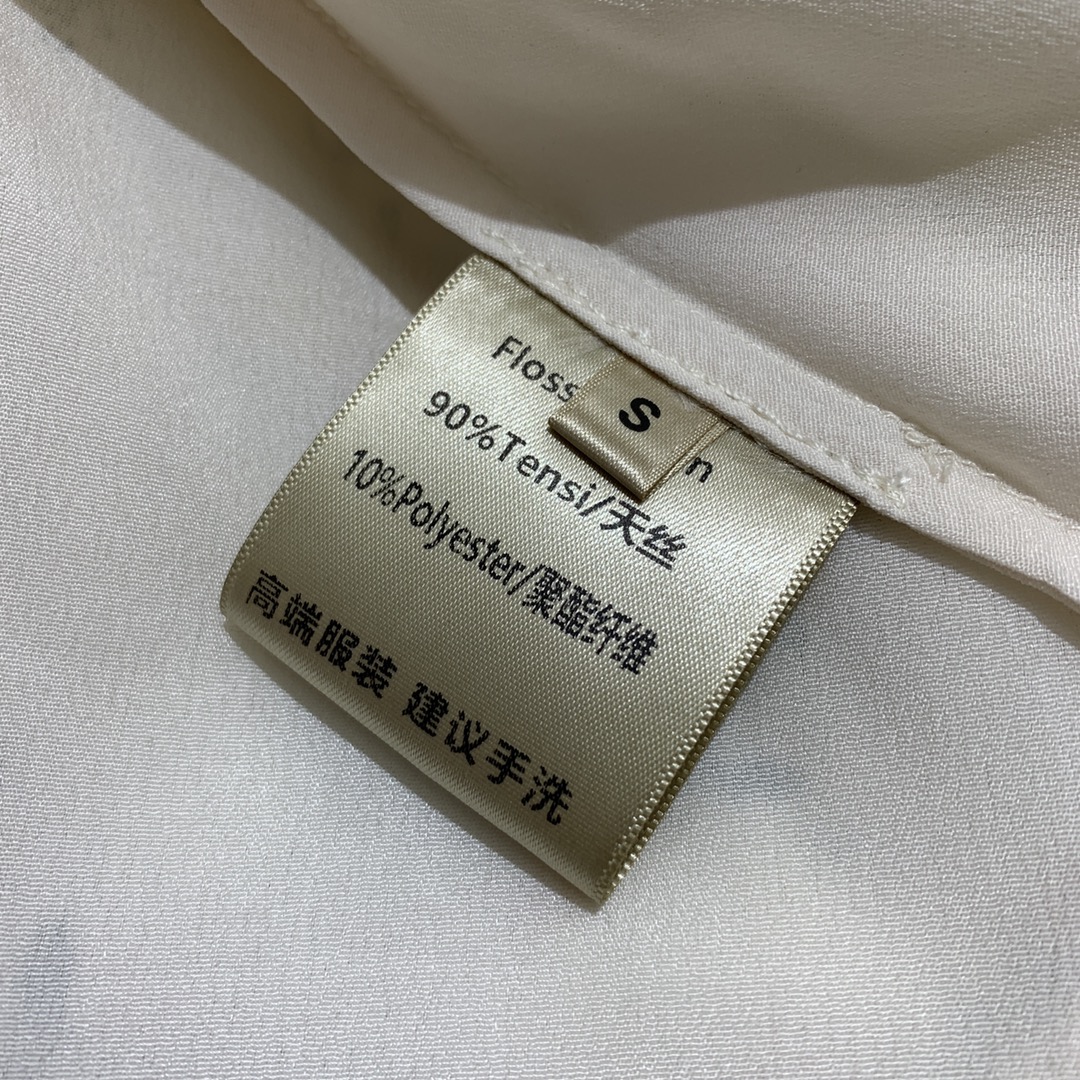 Floss n
S
90%Tensi/天丝
10%Polyester/聚酯纤维
高端服装 建议手洗